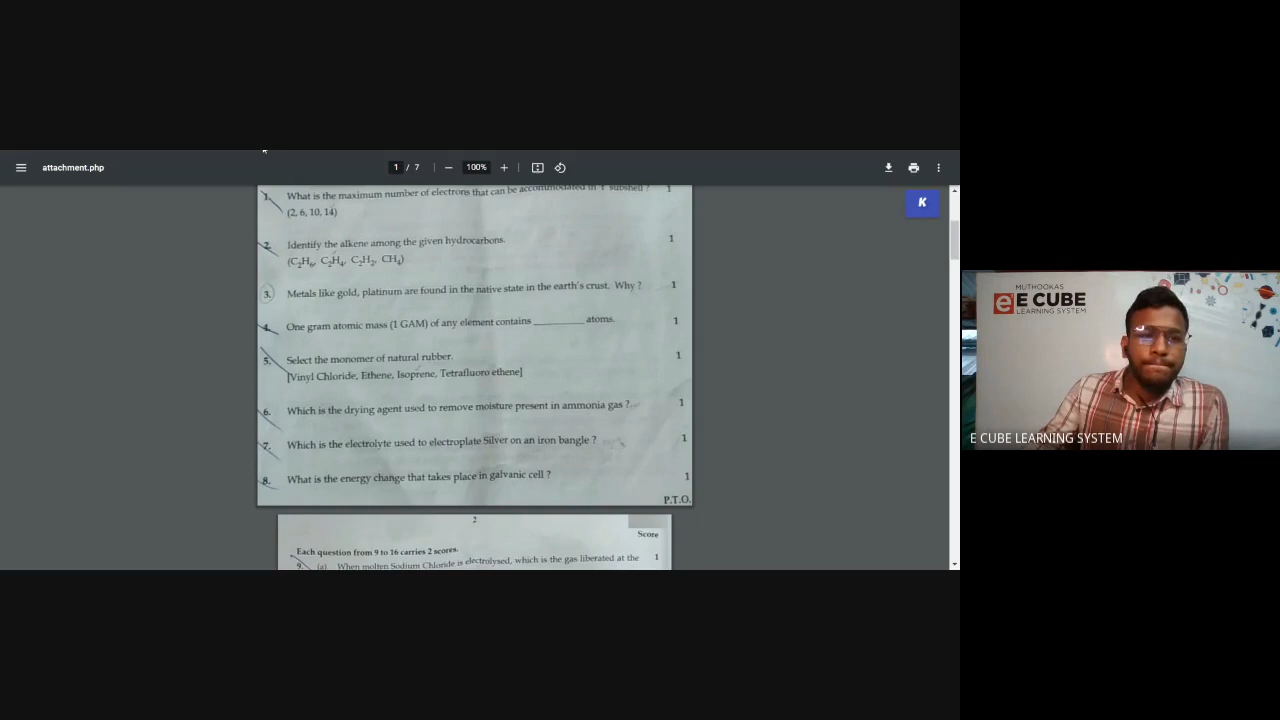 attachment.php
1 / 7
100%
K
1. What is the maximum number of electrons that can be accommodated in 'f' subshell ? 1
(2, 6, 10, 14)
2. Identify the alkene among the given hydrocarbons. 1
(C₂H₆, C₂H₄, C₂H₂, CH₄)
3. Metals like gold, platinum are found in the native state in the earth's crust. Why ? 1
4. One gram atomic mass (1 GAM) of any element contains __________ atoms. 1
5. Select the monomer of natural rubber. 1
[Vinyl Chloride, Ethene, Isoprene, Tetrafluoro ethene]
6. Which is the drying agent used to remove moisture present in ammonia gas ? 1
7. Which is the electrolyte used to electroplate Silver on an iron bangle ? 1
8. What is the energy change that takes place in galvanic cell ? 1
P.T.O.
2
Score
Each question from 9 to 16 carries 2 scores.
9. (a) When molten Sodium Chloride is electrolysed, which is the gas liberated at the 1
MUTHOOKAS
e E CUBE
LEARNING SYSTEM
E CUBE LEARNING SYSTEM